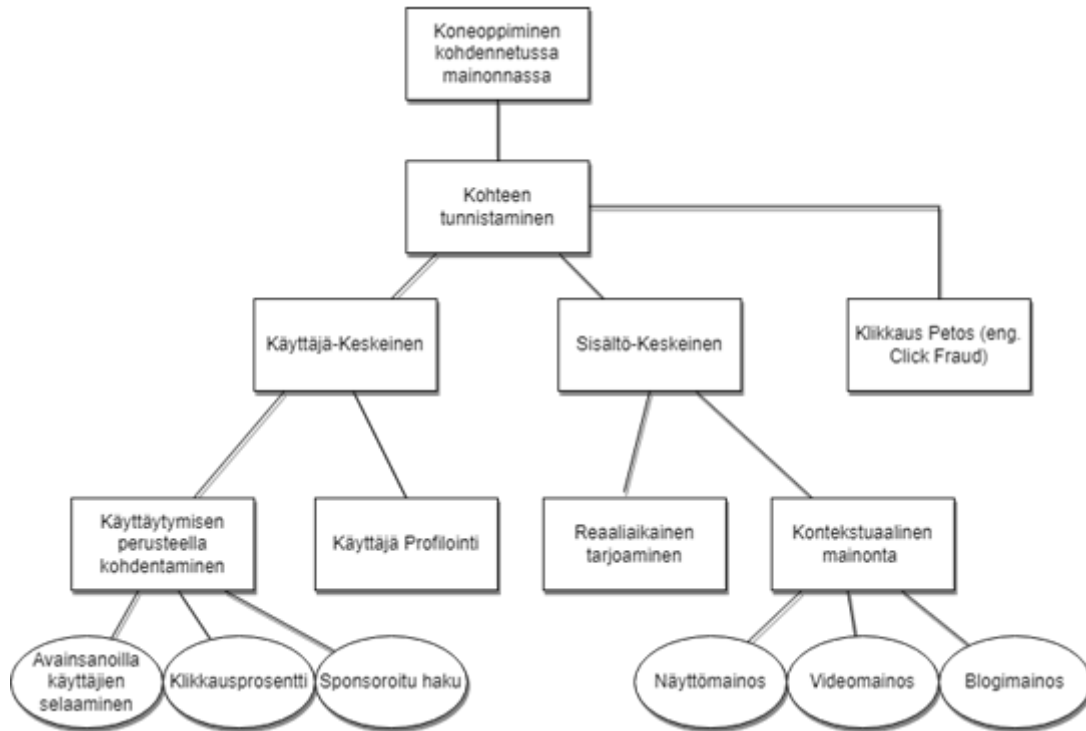 Koneoppiminen
kohdennetussa
mainonnassa
Kohteen
tunnistaminen
Käyttäjä-Keskeinen
Sisältö-Keskeinen
Klikkaus Petos (eng.
Click Fraud)
Käyttäytymisen
perusteella
kohdentaminen
Käyttäjä Profilointi
Reaaliaikainen
tarjoaminen
Kontekstuaalinen
mainonta
Avainsanoilla
käyttäjien
selaaminen
Klikkausprosentti
Sponsoroitu haku
Näyttömainos
Videomainos
Blogimainos